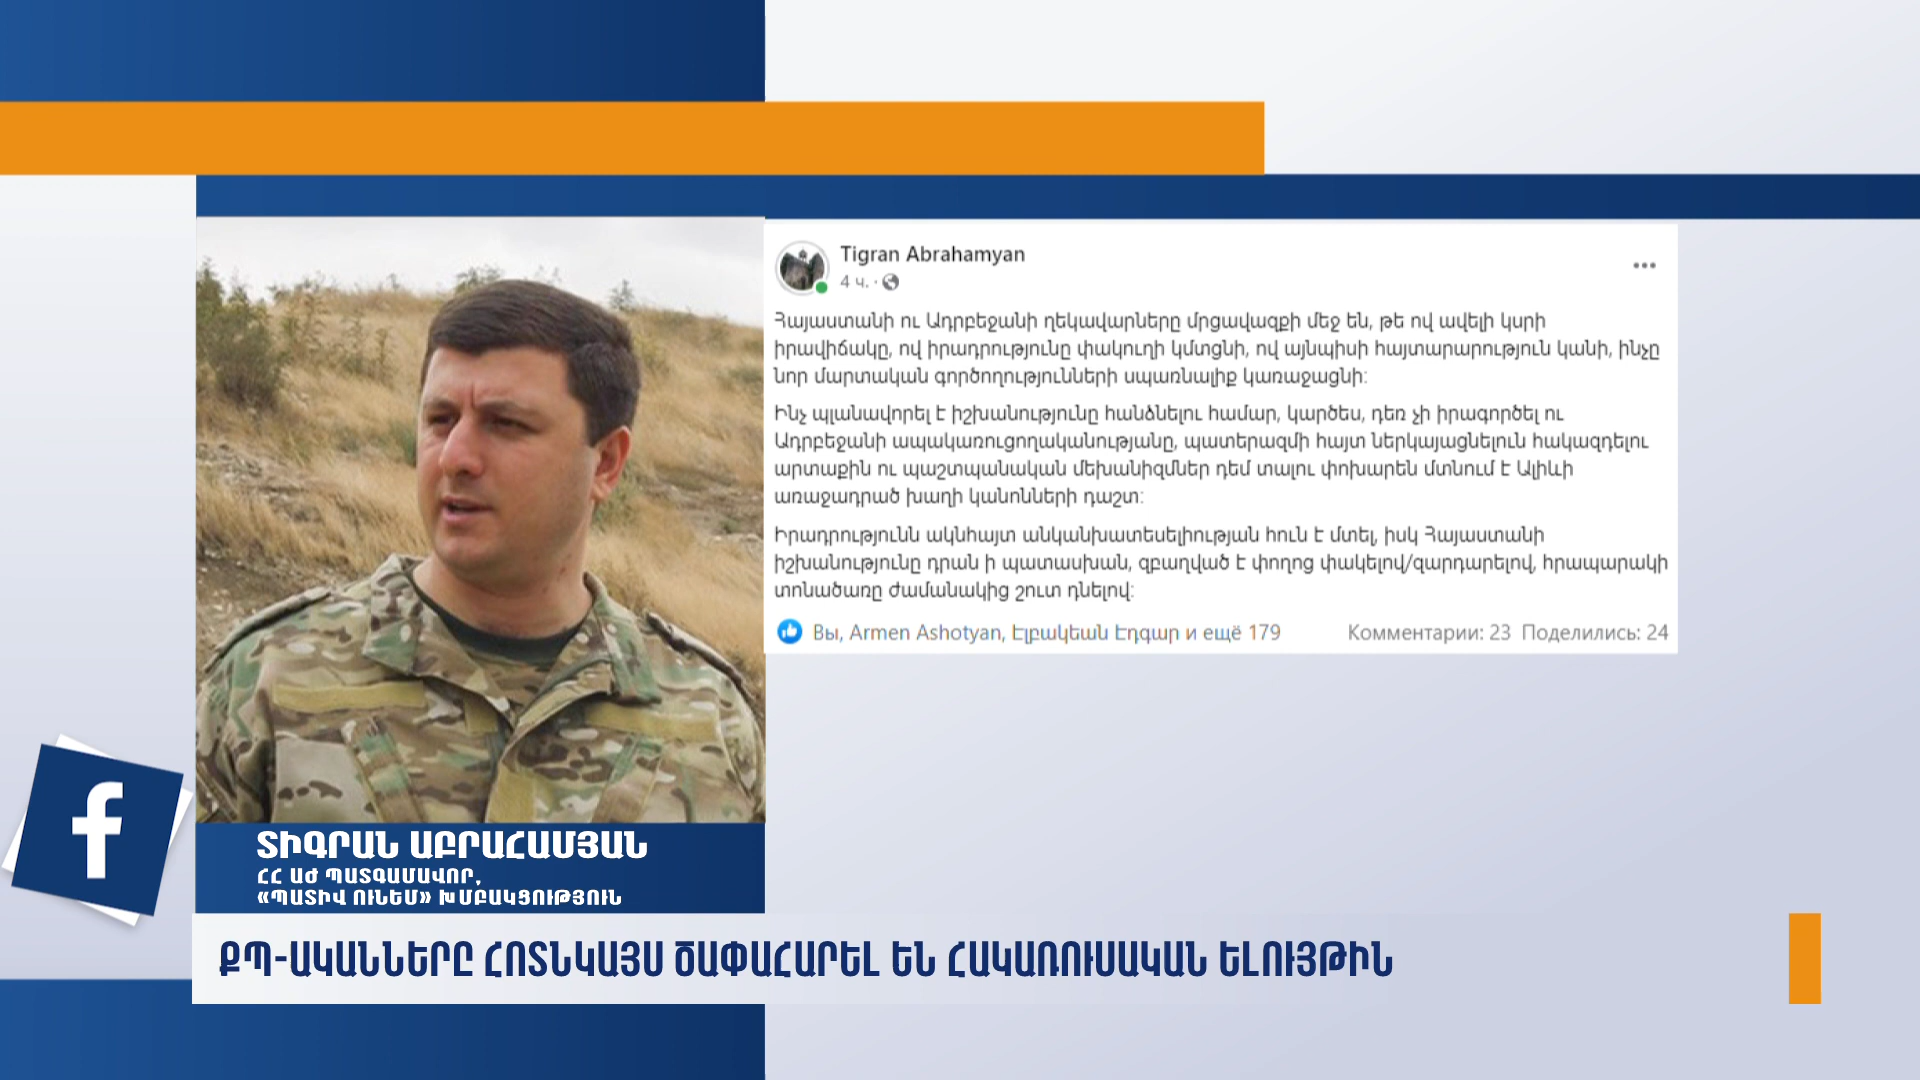 Tigran Abrahamyan
4 ч. ·
Հայաստանի ու Ադրբեջանի ղեկավարները մրցավազքի մեջ են, թե ով ավելի կսրի
իրավիճակը, ով իրադրությունը փակուղի կմտցնի, ով այնպիսի հայտարարություն կանի, ինչը
նոր մարտական գործողությունների սպառնալիք կառաջացնի:
Ինչ պլանավորել է իշխանությունը հանձնելու համար, կարծես, դեռ չի իրագործել ու
Ադրբեջանի ապակառուցողականությանը, պատերազմի հայտ ներկայացնելուն հակազդելու
արտաքին ու պաշտպանական մեխանիզմներ դեմ տալու փոխարեն մտնում է Ալիևի
առաջադրած խաղի կանոնների դաշտ:
Իրադրությունն ակնհայտ անկանխատեսելիության հուն է մտել, իսկ Հայաստանի
իշխանությունը դրան ի պատասխան, զբաղված է փողոց փակելով/զարդարելով, հրապարակի
տոնածառը ժամանակից շուտ դնելով:
Вы, Armen Ashotyan, Էլբակեան Էդգար и ещё 179 Комментарии: 23 Поделились: 24
f
ՏԻԳՐԱՆ ԱԲՐԱՀԱՄՅԱՆ
ՀՀ ԱԺ ՊԱՏԳԱՄԱՎՈՐ,
«ՊԱՏԻՎ ՈՒՆԵՄ» ԽՄԲԱԿՑՈՒԹՅՈՒՆ
ՔՊ-ԱԿԱՆՆԵՐԸ ՀՈՏՆԿԱՅՍ ԾԱՓԱՀԱՐԵԼ ԵՆ ՀԱԿԱՌՈՒՍԱԿԱՆ ԵԼՈՒՅԹԻՆ